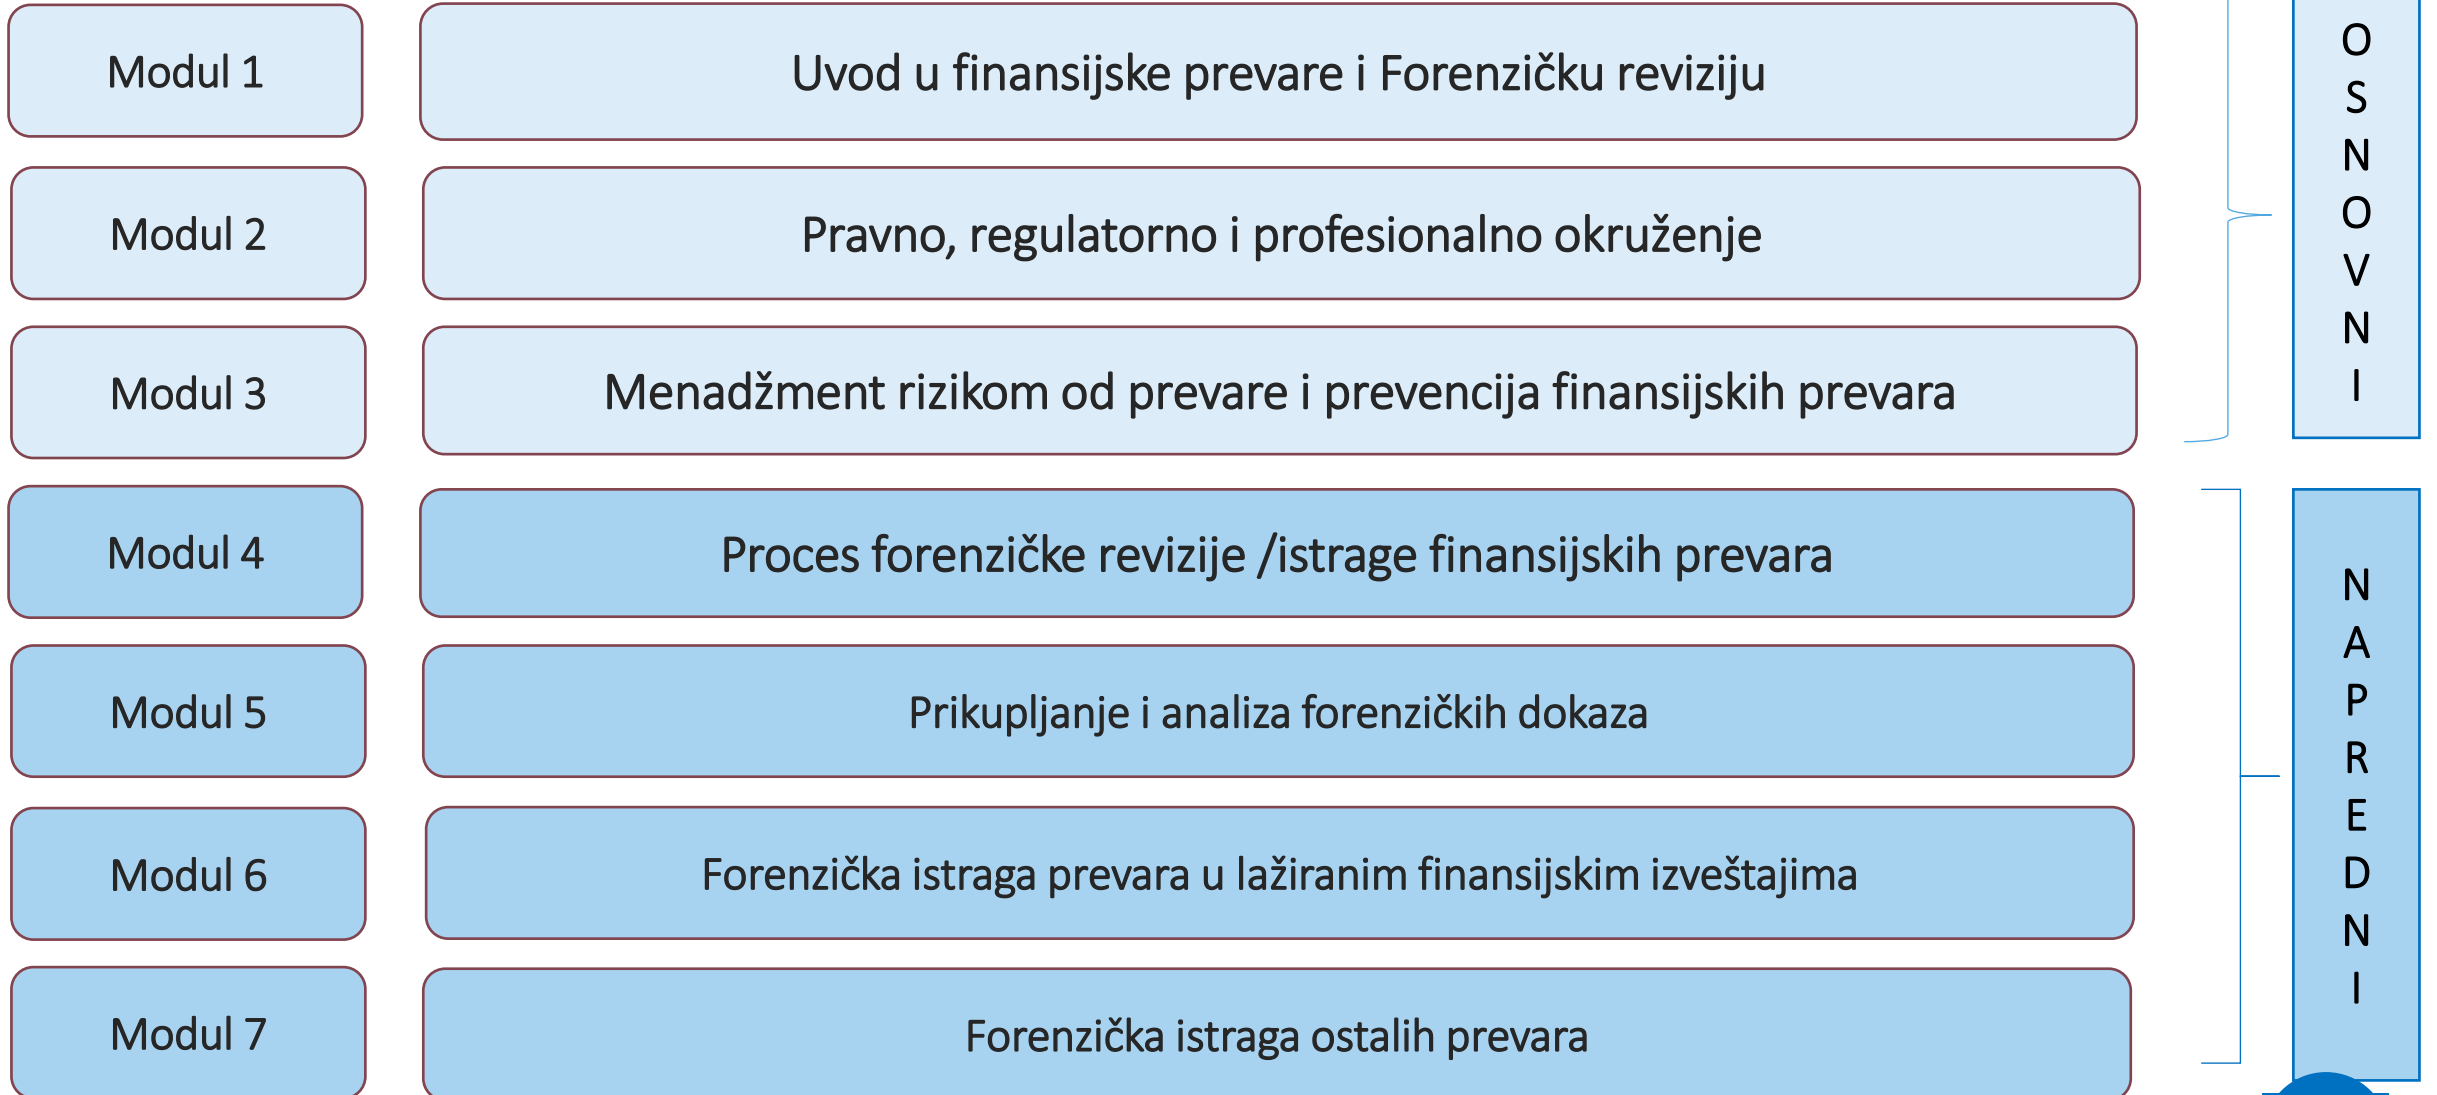 Modul 1
Uvod u finansijske prevare i Forenzičku reviziju
Modul 2
Pravno, regulatorno i profesionalno okruženje
Modul 3
Menadžment rizikom od prevare i prevencija finansijskih prevara
O
S
N
O
V
N
I
Modul 4
Proces forenzičke revizije /istrage finansijskih prevara
Modul 5
Prikupljanje i analiza forenzičkih dokaza
Modul 6
Forenzička istraga prevara u lažiranim finansijskim izveštajima
Modul 7
Forenzička istraga ostalih prevara
N
A
P
R
E
D
N
I